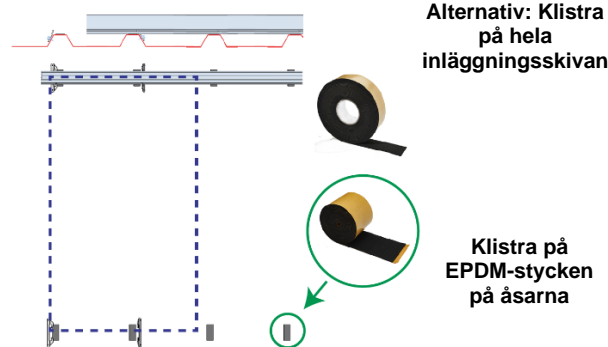 Alternativ: Klistra
på hela
inläggningsskivan
Klistra på
EPDM-stycken
på åsarna